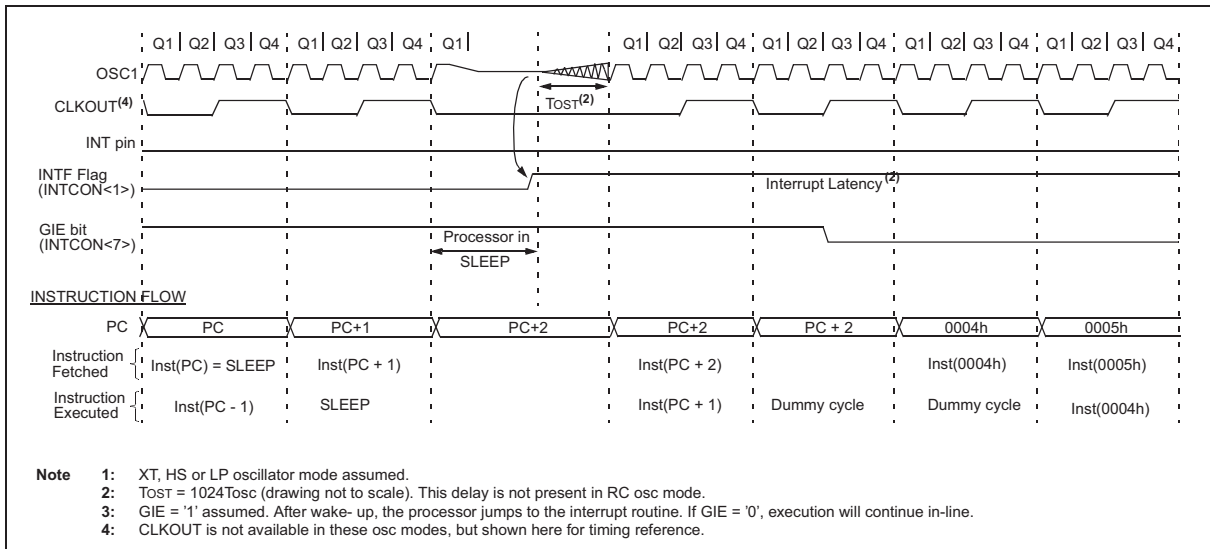 Q1 Q2 Q3 Q4 Q1 Q2 Q3 Q4 Q1 Q1 Q2 Q3 Q4 Q1 Q2 Q3 Q4 Q1 Q2 Q3 Q4 Q1 Q2 Q3 Q4
OSC1
CLKOUT(4)
TOST(2)
INT pin
INTF Flag
(INTCON<1>)
Interrupt Latency(2)
GIE bit
(INTCON<7>)
Processor in
SLEEP
INSTRUCTION FLOW
PC PC PC+1 PC+2 PC+2 PC + 2 0004h 0005h
Instruction
Fetched
Inst(PC) = SLEEP Inst(PC + 1) Inst(PC + 2) Inst(0004h) Inst(0005h)
Instruction
Executed
Inst(PC - 1) SLEEP Inst(PC + 1) Dummy cycle Dummy cycle Inst(0004h)
Note 1: XT, HS or LP oscillator mode assumed.
2: TOST = 1024Tosc (drawing not to scale). This delay is not present in RC osc mode.
3: GIE = '1' assumed. After wake- up, the processor jumps to the interrupt routine. If GIE = '0', execution will continue in-line.
4: CLKOUT is not available in these osc modes, but shown here for timing reference.